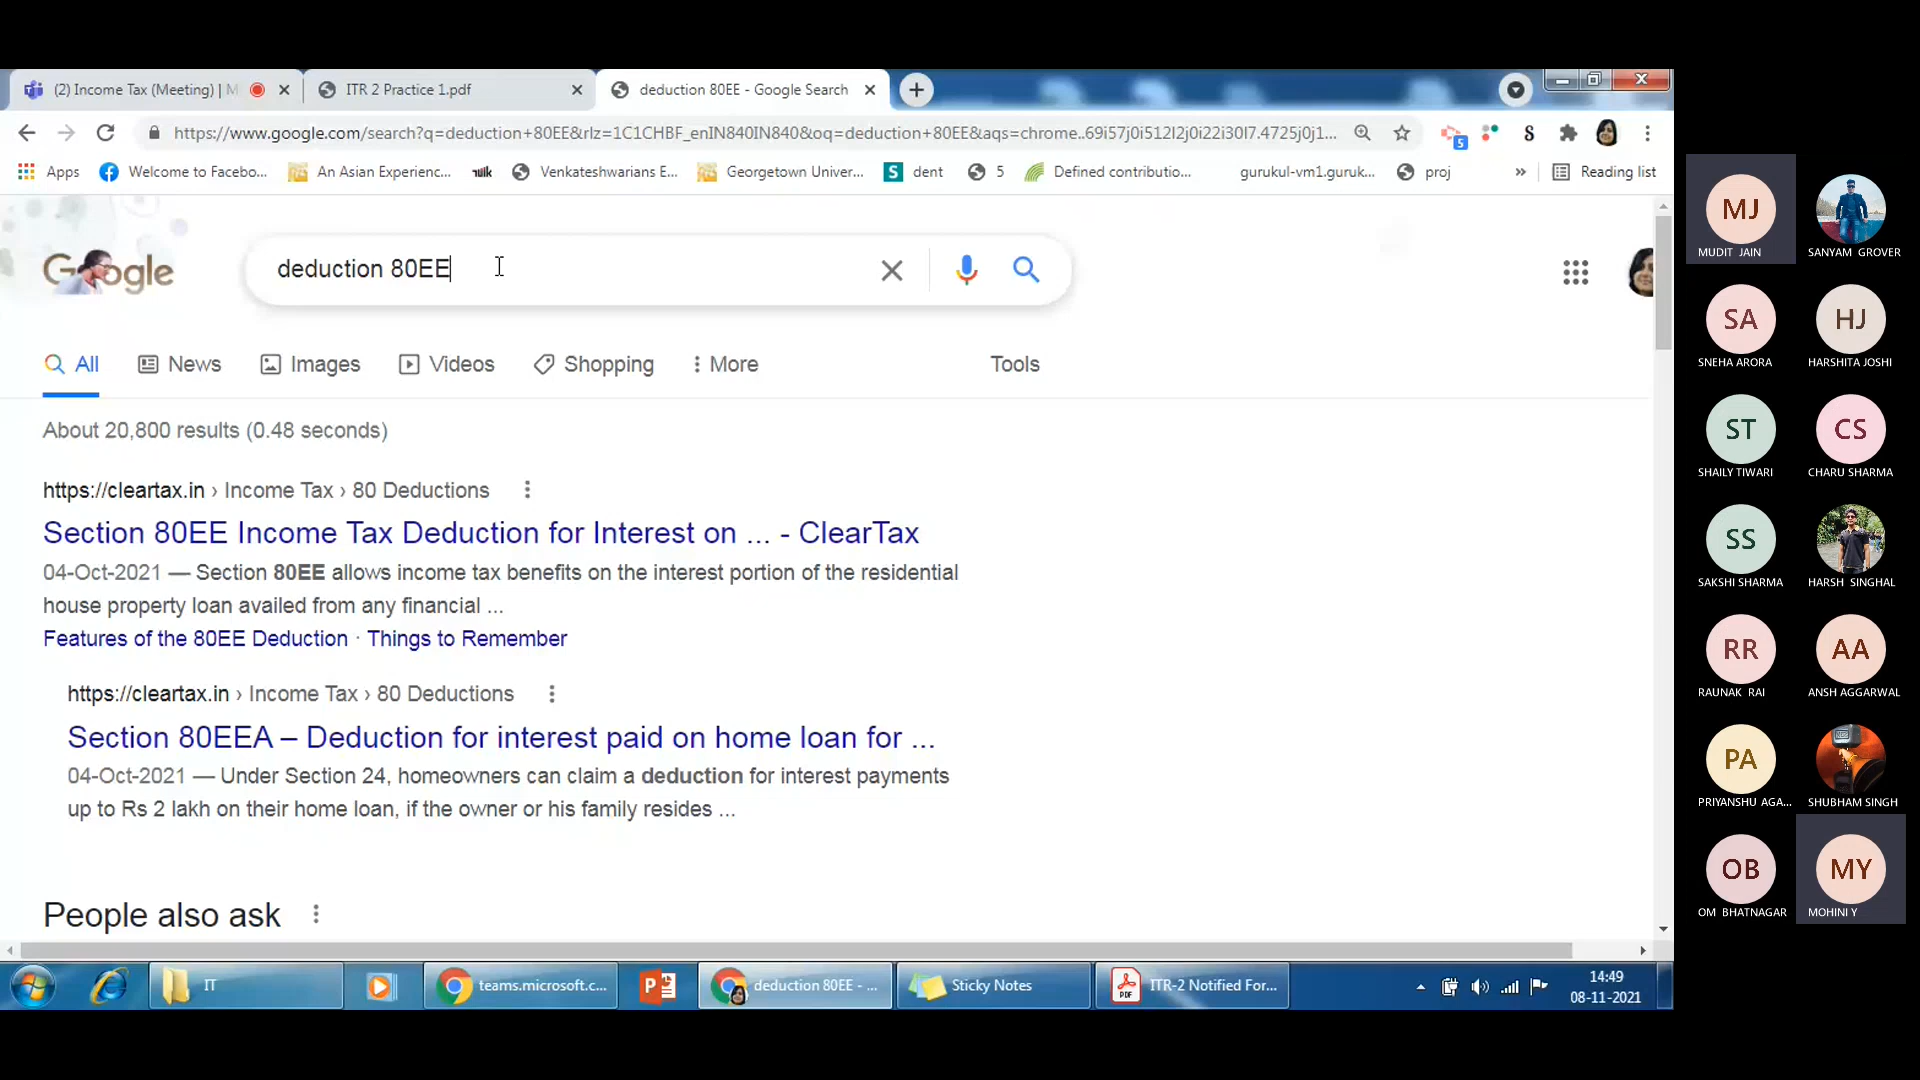 (2) Income Tax (Meeting) | M
ITR 2 Practice 1.pdf
deduction 80EE - Google Search
https://www.google.com/search?q=deduction+80EE&rlz=1C1CHBF_enIN840IN840&oq=deduction+80EE&aqs=chrome..69i57j0i512l2j0i22i30l7.4725j0j1...
5
Apps
Welcome to Facebo...
An Asian Experienc...
Venkateshwarians E...
Georgetown Univer...
S
dent
5
Defined contributio...
gurukul-vm1.guruk...
proj
»
Reading list
Google
deduction 80EE
All
News
Images
Videos
Shopping
More
Tools
About 20,800 results (0.48 seconds)
https://cleartax.in › Income Tax › 80 Deductions
Section 80EE Income Tax Deduction for Interest on ... - ClearTax
04-Oct-2021 — Section 80EE allows income tax benefits on the interest portion of the residential
house property loan availed from any financial ...
Features of the 80EE Deduction · Things to Remember
https://cleartax.in › Income Tax › 80 Deductions
Section 80EEA – Deduction for interest paid on home loan for ...
04-Oct-2021 — Under Section 24, homeowners can claim a deduction for interest payments
up to Rs 2 lakh on their home loan, if the owner or his family resides ...
People also ask
IT
teams.microsoft.c...
deduction 80EE - ...
Sticky Notes
PDF
ITR-2 Notified For...
14:49
08-11-2021
MJ
MUDIT JAIN
SANYAM GROVER
SA
SNEHA ARORA
HJ
HARSHITA JOSHI
ST
SHAILY TIWARI
CS
CHARU SHARMA
SS
SAKSHI SHARMA
HARSH SINGHAL
RR
RAUNAK RAI
AA
ANSH AGGARWAL
PA
PRIYANSHU AGA...
SHUBHAM SINGH
OB
OM BHATNAGAR
MY
MOHINI Y